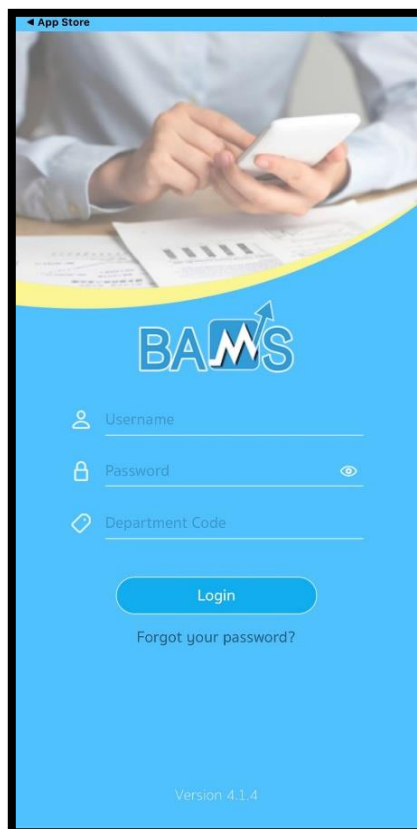 ◄ App Store
BAMS
Username
Password
Department Code
Login
Forgot your password?
Version 4.1.4